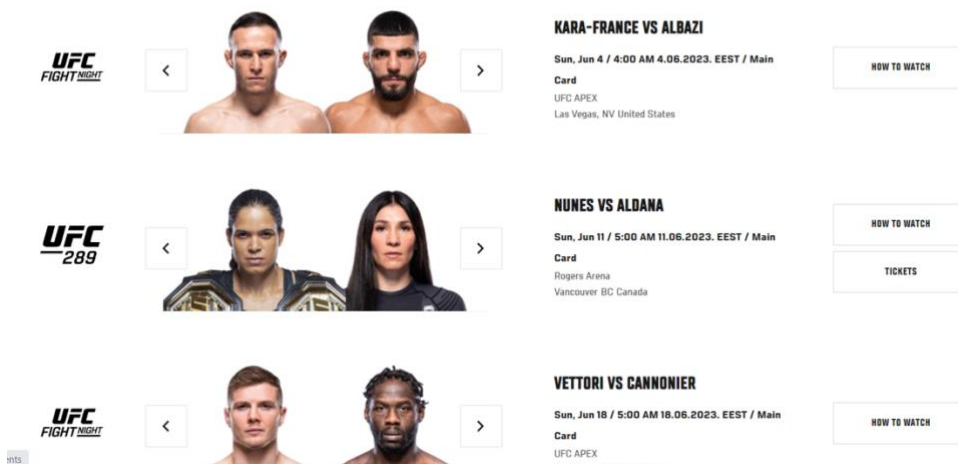 UFC
FIGHT NIGHT
KARA-FRANCE VS ALBAZI
Sun, Jun 4 / 4:00 AM 4.06.2023. EEST / Main
Card
UFC APEX
Las Vegas, NV United States
HOW TO WATCH
UFC
289
NUNES VS ALDANA
Sun, Jun 11 / 5:00 AM 11.06.2023. EEST / Main
Card
Rogers Arena
Vancouver BC Canada
HOW TO WATCH
TICKETS
UFC
FIGHT NIGHT
VETTORI VS CANNONIER
Sun, Jun 18 / 5:00 AM 18.06.2023. EEST / Main
Card
UFC APEX
HOW TO WATCH
ents